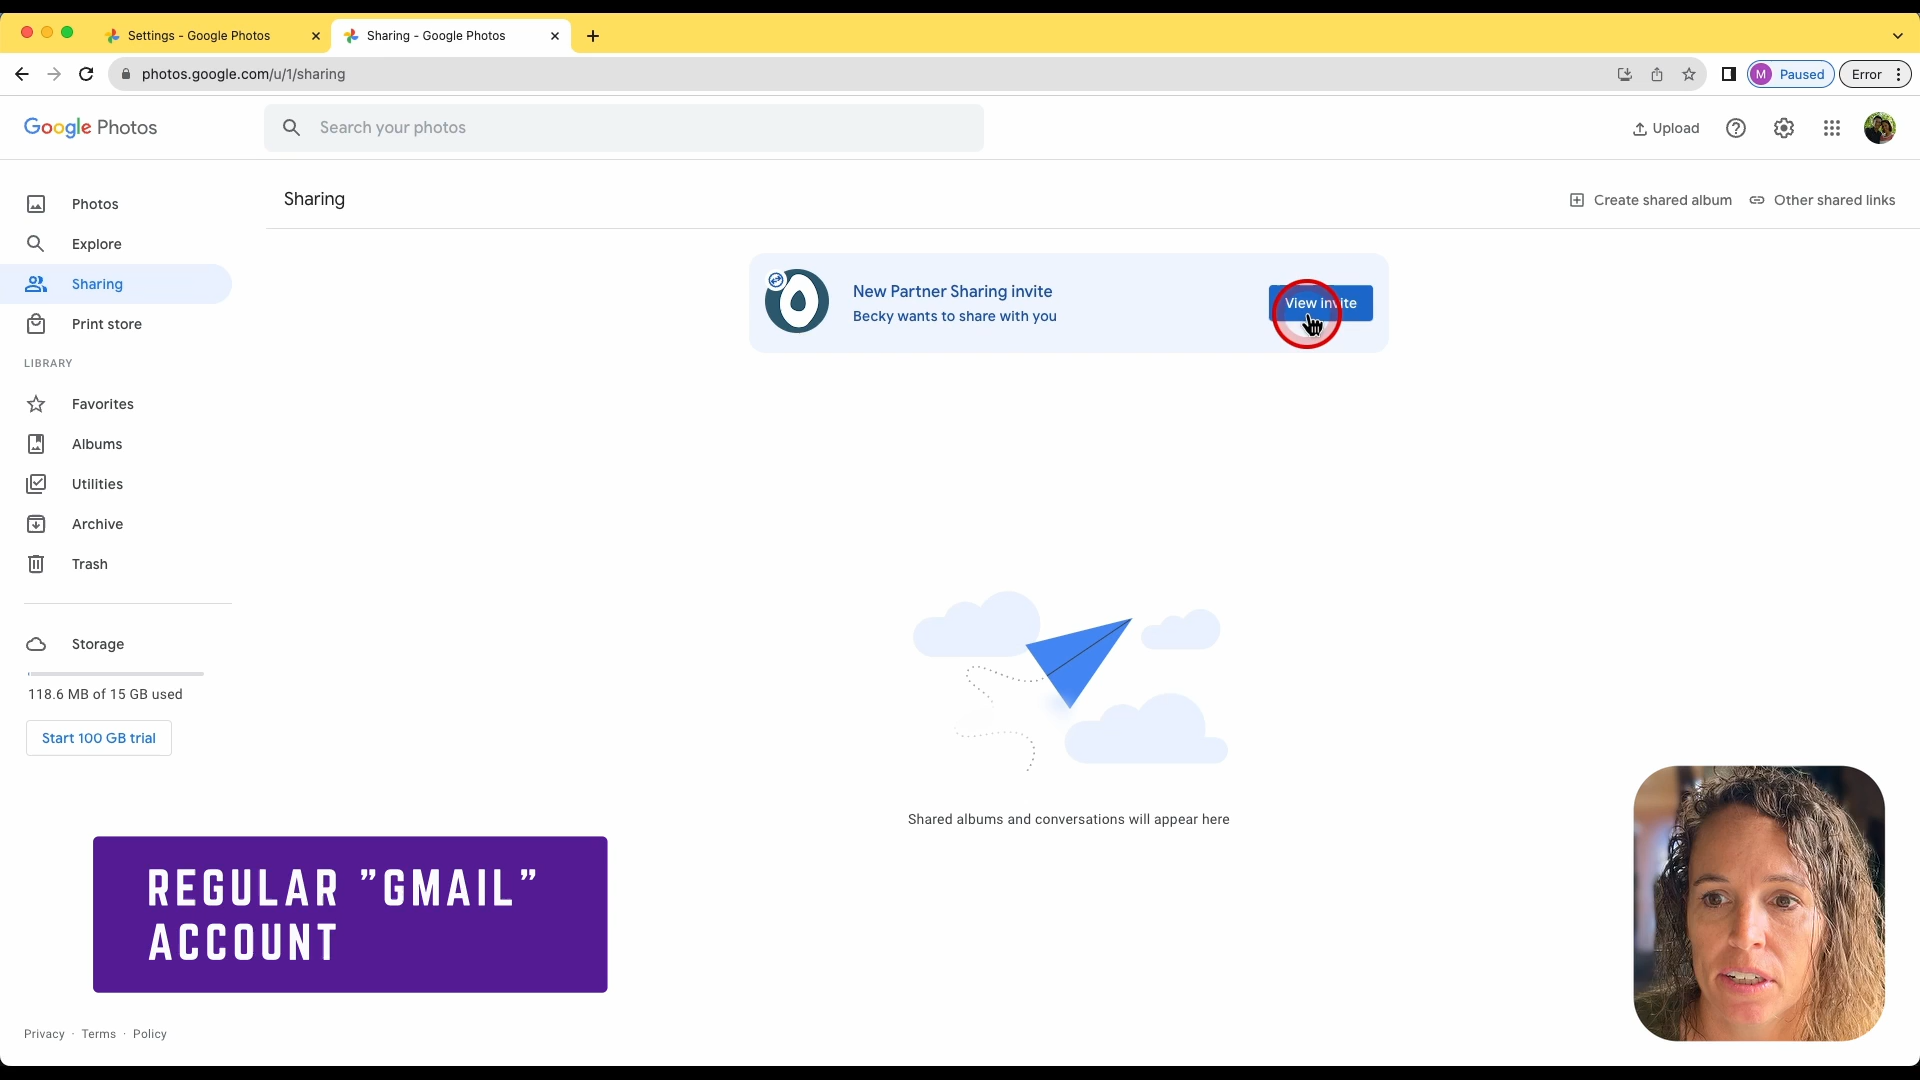 Settings - Google Photos
Sharing - Google Photos
photos.google.com/u/1/sharing
M Paused
Error
Google Photos
Search your photos
Upload
Photos
Explore
Sharing
Print store
LIBRARY
Favorites
Albums
Utilities
Archive
Trash
Storage
118.6 MB of 15 GB used
Start 100 GB trial
Sharing
Create shared album
Other shared links
New Partner Sharing invite
Becky wants to share with you
View invite
Shared albums and conversations will appear here
REGULAR "GMAIL"
ACCOUNT
Privacy · Terms · Policy